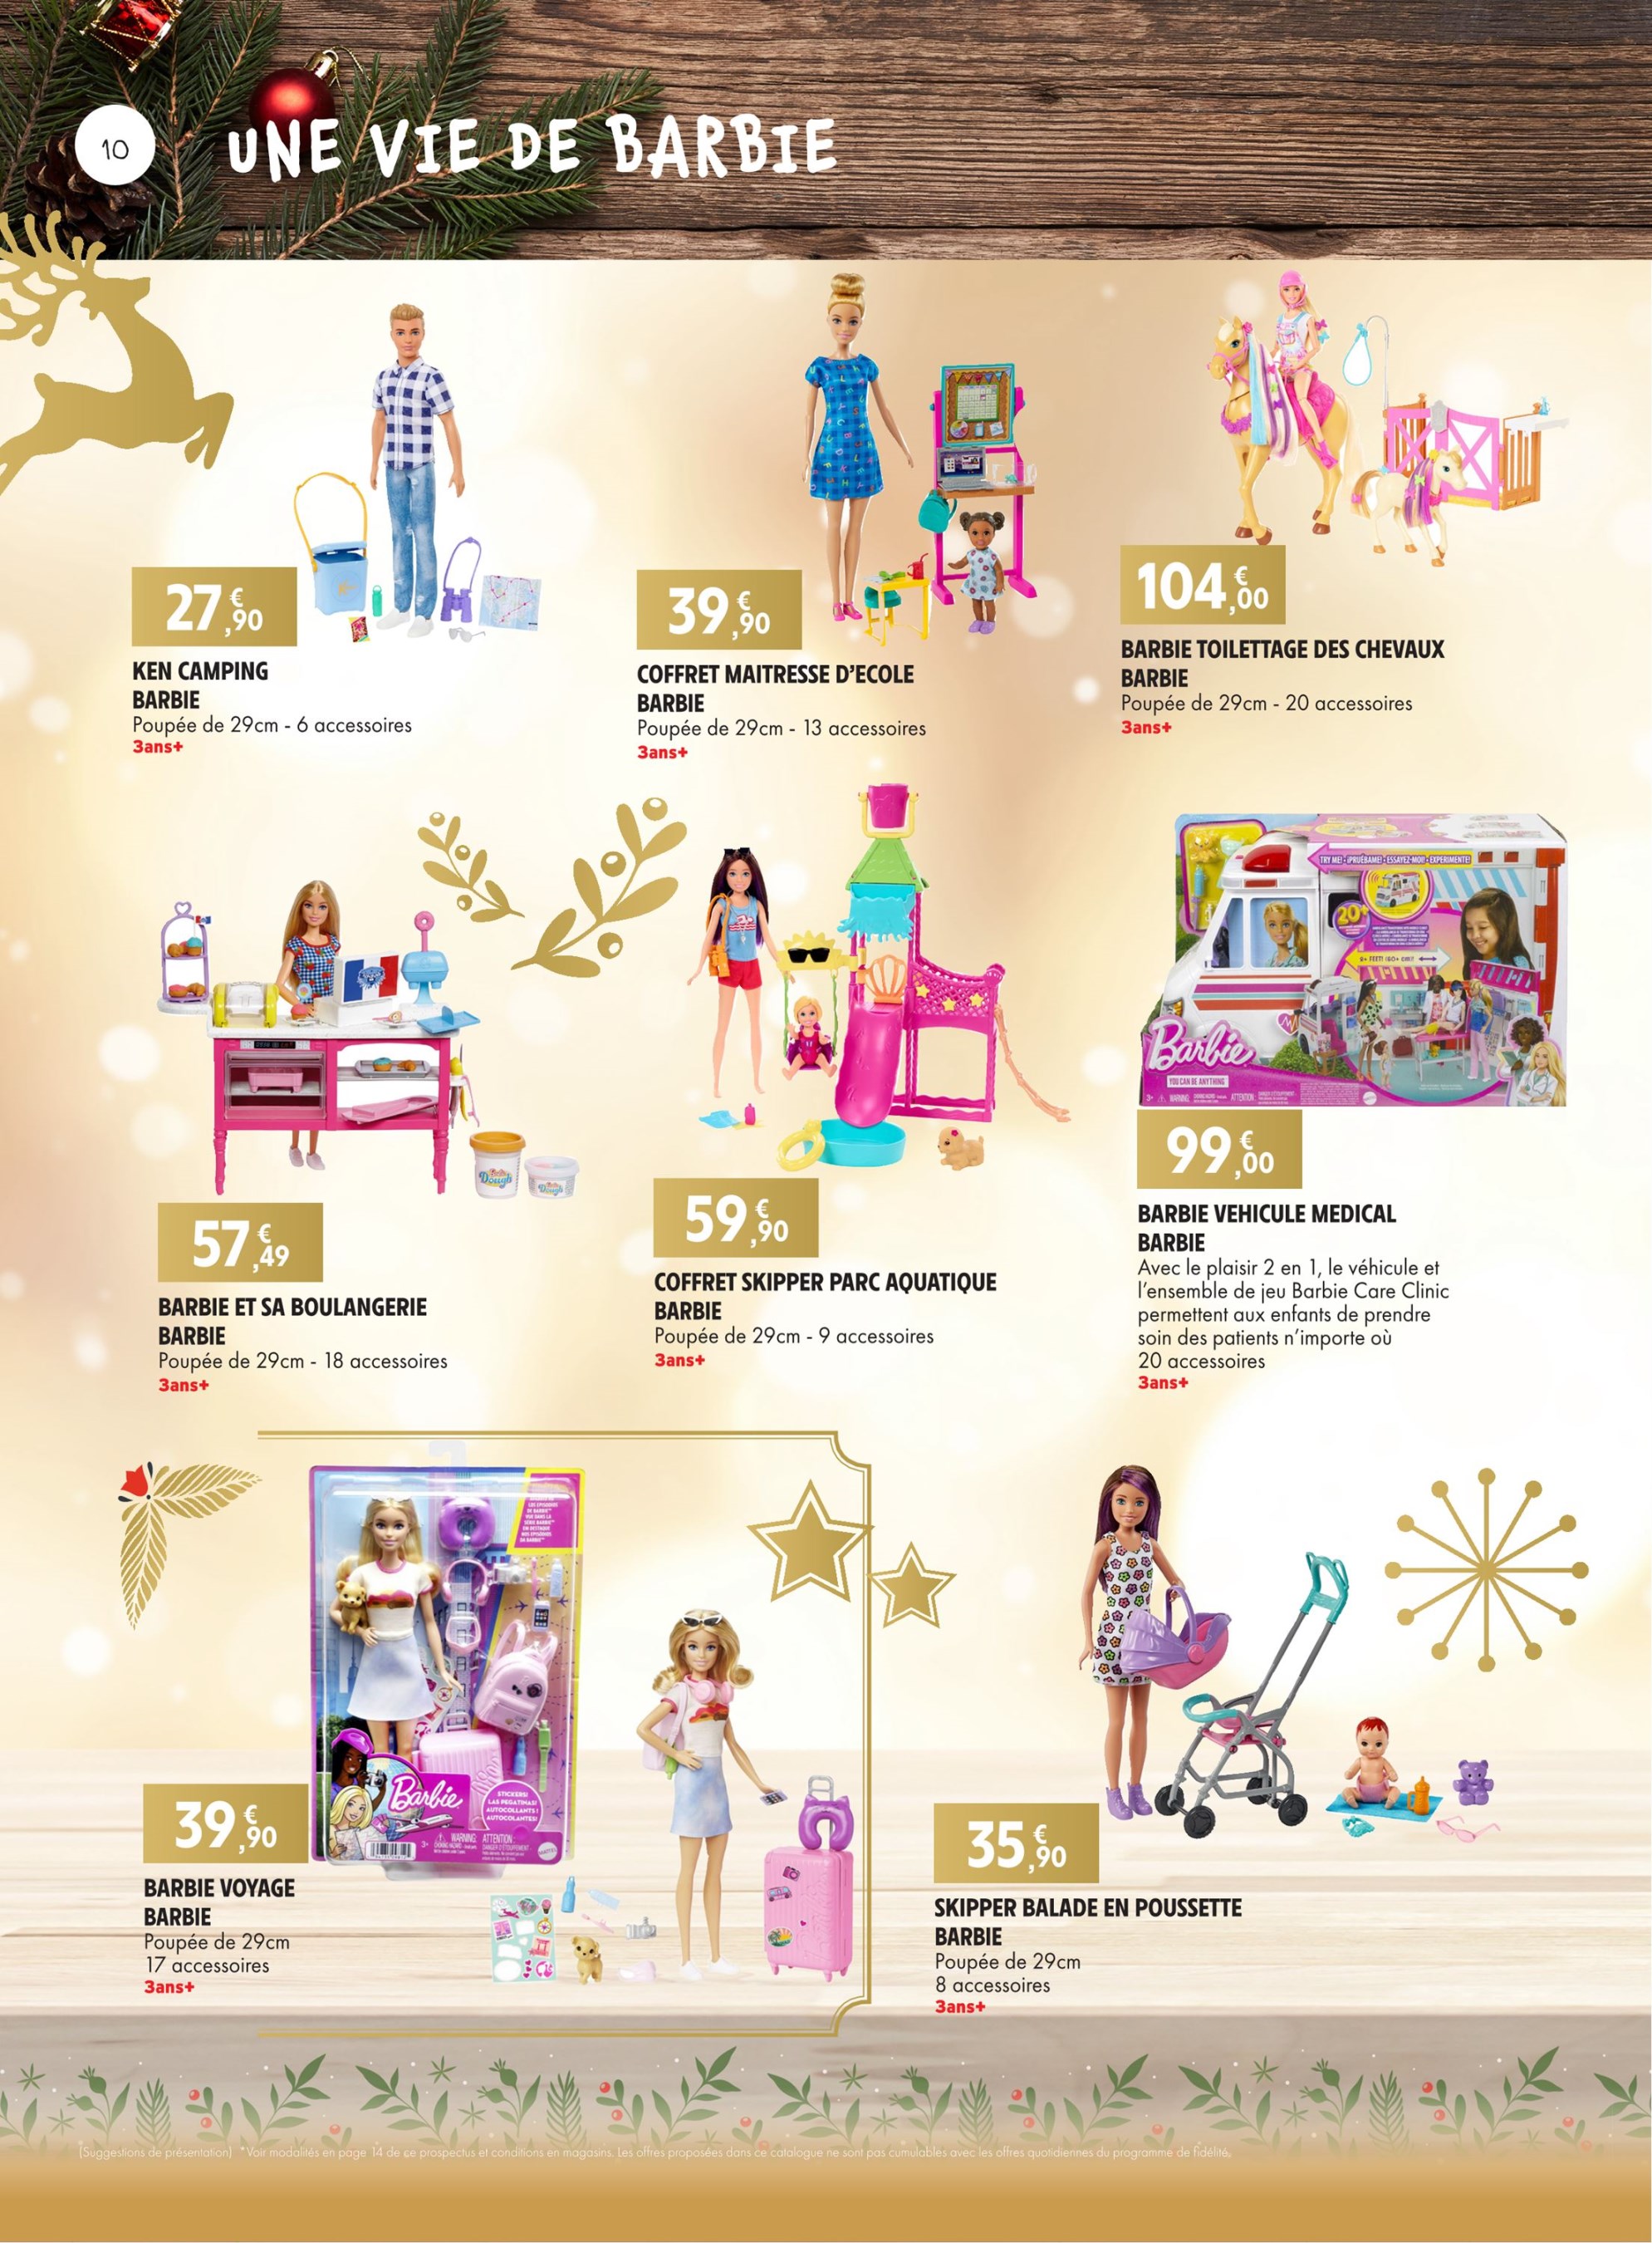 10
UNE VIE DE BARBIE
27,€90
KEN CAMPING
BARBIE
Poupée de 29cm - 6 accessoires
3ans+
39,€90
COFFRET MAITRESSE D'ECOLE
BARBIE
Poupée de 29cm - 13 accessoires
3ans+
104,€00
BARBIE TOILETTAGE DES CHEVAUX
BARBIE
Poupée de 29cm - 20 accessoires
3ans+
57,€49
BARBIE ET SA BOULANGERIE
BARBIE
Poupée de 29cm - 18 accessoires
3ans+
Dough
Dough
59,€90
COFFRET SKIPPER PARC AQUATIQUE
BARBIE
Poupée de 29cm - 9 accessoires
3ans+
TRY ME! • ¡PRUÉBAME! • ESSAYEZ-MOI! • EXPERIMENTE!
20+
Barbie
YOU CAN BE ANYTHING
3+ WARNING: ATTENTION:
99,€00
BARBIE VEHICULE MEDICAL
BARBIE
Avec le plaisir 2 en 1, le véhicule et
l'ensemble de jeu Barbie Care Clinic
permettent aux enfants de prendre
soin des patients n'importe où
20 accessoires
3ans+
Barbie
STICKERS!
LAS PEGATINAS!
AUTOCOLLANTS!
AUTOCOLANTES!
3+ WARNING: ATTENTION:
39,€90
BARBIE VOYAGE
BARBIE
Poupée de 29cm
17 accessoires
3ans+
35,€90
SKIPPER BALADE EN POUSSETTE
BARBIE
Poupée de 29cm
8 accessoires
3ans+
(Suggestions de présentation) *Voir modalités en page 14 de ce prospectus et conditions en magasins. Les offres proposées dans ce catalogue ne sont pas cumulables avec les offres quotidiennes du programme de fidélité.